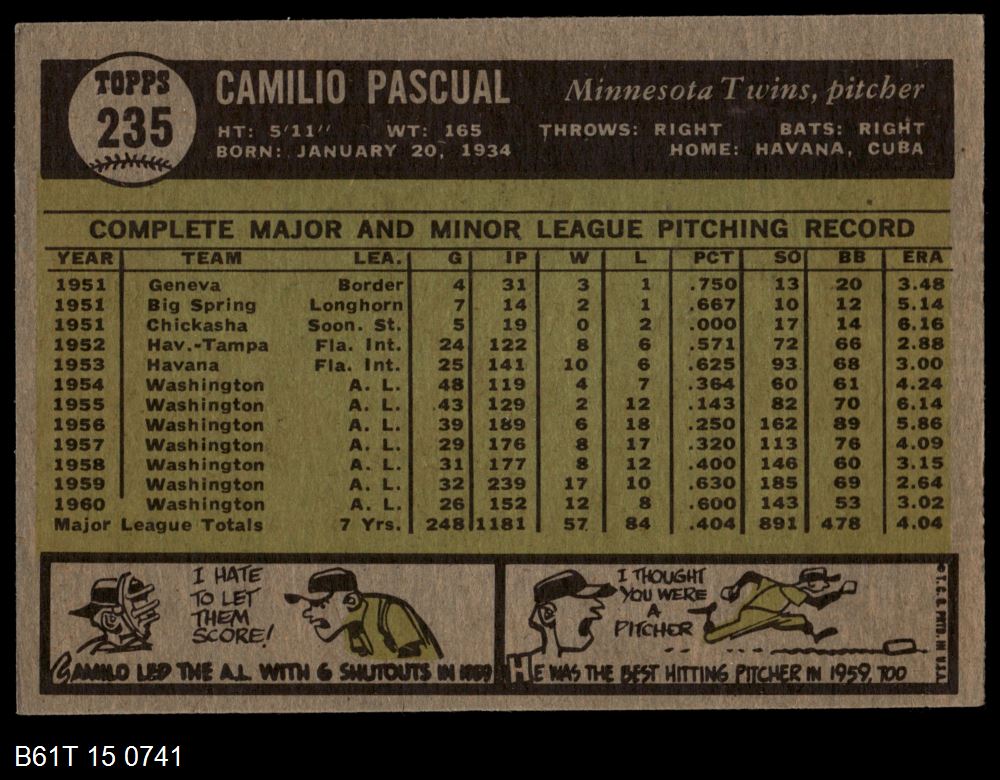 TOPPS
235
CAMILIO PASCUAL
Minnesota Twins, pitcher
HT: 5'11" WT: 165 THROWS: RIGHT BATS: RIGHT
BORN: JANUARY 20, 1934 HOME: HAVANA, CUBA
COMPLETE MAJOR AND MINOR LEAGUE PITCHING RECORD
YEAR TEAM LEA. G IP W L PCT SO BB ERA
1951 Geneva Border 4 31 3 1 .750 13 20 3.48
1951 Big Spring Longhorn 7 14 2 1 .667 10 12 5.14
1951 Chickasha Soon. St. 5 19 0 2 .000 17 14 6.16
1952 Hav.-Tampa Fla. Int. 24 122 8 6 .571 72 66 2.88
1953 Havana Fla. Int. 25 141 10 6 .625 93 68 3.00
1954 Washington A. L. 48 119 4 7 .364 60 61 4.24
1955 Washington A. L. 43 129 2 12 .143 82 70 6.14
1956 Washington A. L. 39 189 6 18 .250 162 89 5.86
1957 Washington A. L. 29 176 8 17 .320 113 76 4.09
1958 Washington A. L. 31 177 8 12 .400 146 60 3.15
1959 Washington A. L. 32 239 17 10 .630 185 69 2.64
1960 Washington A. L. 26 152 12 8 .600 143 53 3.02
Major League Totals 7 Yrs. 248 1181 57 84 .404 891 478 4.04
I HATE
TO LET
THEM
SCORE!
CAMILO LED THE A.L. WITH 6 SHUTOUTS IN 1959
I THOUGHT
YOU WERE
A
PITCHER
HE WAS THE BEST HITTING PITCHER IN 1959, TOO
©T. C. G. PRTD. IN U.S.A.
B61T 15 0741